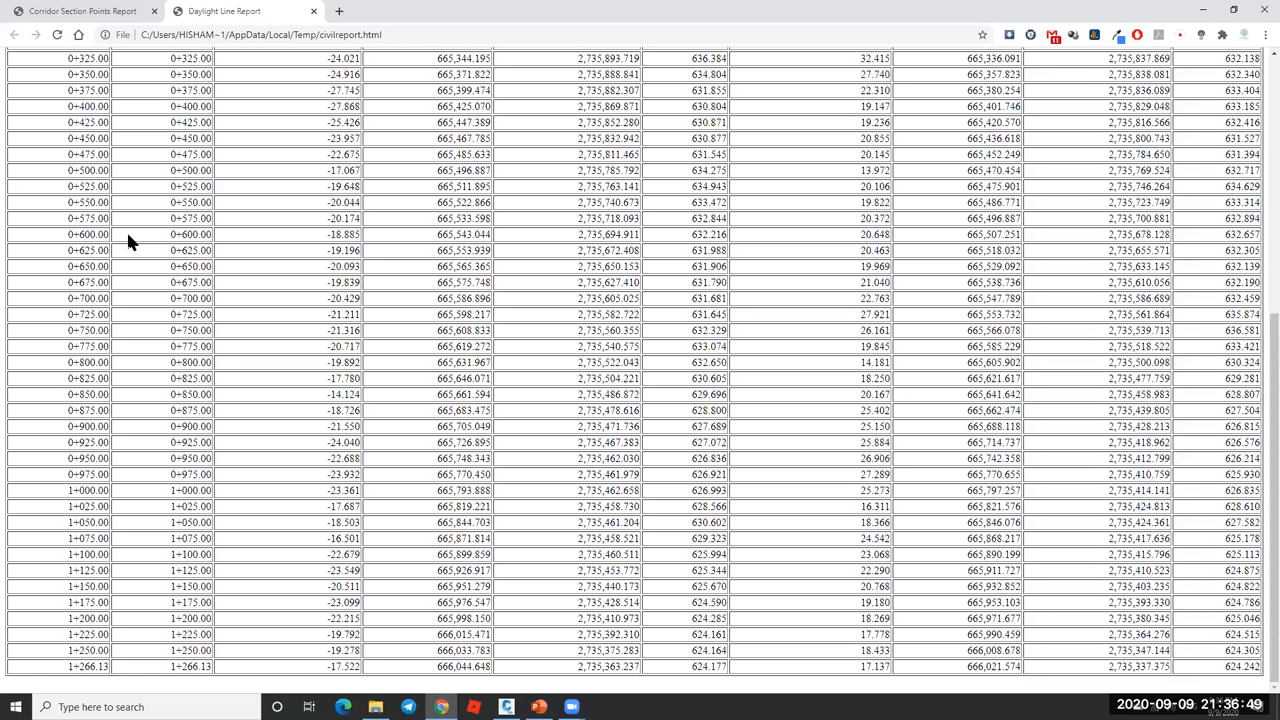 Corridor Section Points Report
Daylight Line Report
File C:/Users/HISHAM~1/AppData/Local/Temp/civilreport.html
0+325.00 0+325.00 -24.021 665,344.195 2,735,893.719 636.384 32.415 665,336.091 2,735,837.869 632.138
0+350.00 0+350.00 -24.916 665,371.822 2,735,888.841 634.804 27.740 665,357.823 2,735,838.081 632.340
0+375.00 0+375.00 -27.745 665,399.474 2,735,882.307 631.855 22.310 665,380.254 2,735,836.089 633.404
0+400.00 0+400.00 -27.868 665,425.070 2,735,869.871 630.804 19.147 665,401.746 2,735,829.048 633.185
0+425.00 0+425.00 -25.426 665,447.389 2,735,852.280 630.871 19.236 665,420.570 2,735,816.566 632.416
0+450.00 0+450.00 -23.957 665,467.785 2,735,832.942 630.877 20.855 665,436.618 2,735,800.743 631.527
0+475.00 0+475.00 -22.675 665,485.633 2,735,811.465 631.545 20.145 665,452.249 2,735,784.650 631.394
0+500.00 0+500.00 -17.067 665,496.887 2,735,785.792 634.275 13.972 665,470.454 2,735,769.524 632.717
0+525.00 0+525.00 -19.648 665,511.895 2,735,763.141 634.943 20.106 665,475.901 2,735,746.264 634.629
0+550.00 0+550.00 -20.044 665,522.866 2,735,740.673 633.472 19.822 665,486.771 2,735,723.749 633.314
0+575.00 0+575.00 -20.174 665,533.598 2,735,718.093 632.844 20.372 665,496.887 2,735,700.881 632.894
0+600.00 0+600.00 -18.885 665,543.044 2,735,694.911 632.216 20.648 665,507.251 2,735,678.128 632.657
0+625.00 0+625.00 -19.196 665,553.939 2,735,672.408 631.988 20.463 665,518.032 2,735,655.571 632.305
0+650.00 0+650.00 -20.093 665,565.365 2,735,650.153 631.906 19.969 665,529.092 2,735,633.145 632.139
0+675.00 0+675.00 -19.839 665,575.748 2,735,627.410 631.790 21.040 665,538.736 2,735,610.056 632.190
0+700.00 0+700.00 -20.429 665,586.896 2,735,605.025 631.681 22.763 665,547.789 2,735,586.689 632.459
0+725.00 0+725.00 -21.211 665,598.217 2,735,582.722 631.645 27.921 665,553.732 2,735,561.864 635.874
0+750.00 0+750.00 -21.316 665,608.833 2,735,560.355 632.329 26.161 665,566.078 2,735,539.713 636.581
0+775.00 0+775.00 -20.717 665,619.272 2,735,540.575 633.074 19.845 665,585.229 2,735,518.522 633.421
0+800.00 0+800.00 -19.892 665,631.967 2,735,522.043 632.650 14.181 665,605.902 2,735,500.098 630.324
0+825.00 0+825.00 -17.780 665,646.071 2,735,504.221 630.605 18.250 665,621.617 2,735,477.759 629.281
0+850.00 0+850.00 -14.124 665,661.594 2,735,486.872 629.696 20.167 665,641.642 2,735,458.983 628.807
0+875.00 0+875.00 -18.726 665,683.475 2,735,478.616 628.800 25.402 665,662.474 2,735,439.805 627.504
0+900.00 0+900.00 -21.550 665,705.049 2,735,471.736 627.689 25.150 665,688.118 2,735,428.213 626.815
0+925.00 0+925.00 -24.040 665,726.895 2,735,467.383 627.072 25.884 665,714.737 2,735,418.962 626.576
0+950.00 0+950.00 -22.688 665,748.343 2,735,462.030 626.836 26.906 665,742.358 2,735,412.799 626.214
0+975.00 0+975.00 -23.932 665,770.450 2,735,461.979 626.921 27.289 665,770.655 2,735,410.759 625.930
1+000.00 1+000.00 -23.361 665,793.888 2,735,462.658 626.993 25.273 665,797.257 2,735,414.141 626.835
1+025.00 1+025.00 -17.687 665,819.221 2,735,458.730 628.566 16.311 665,821.576 2,735,424.813 628.610
1+050.00 1+050.00 -18.503 665,844.703 2,735,461.204 630.602 18.366 665,846.076 2,735,424.361 627.582
1+075.00 1+075.00 -16.501 665,871.814 2,735,458.521 629.323 24.542 665,868.217 2,735,417.636 625.178
1+100.00 1+100.00 -22.679 665,899.859 2,735,460.511 625.994 23.068 665,890.199 2,735,415.796 625.113
1+125.00 1+125.00 -23.549 665,926.917 2,735,453.772 625.344 22.290 665,911.727 2,735,410.523 624.875
1+150.00 1+150.00 -20.511 665,951.279 2,735,440.173 625.670 20.768 665,932.852 2,735,403.235 624.822
1+175.00 1+175.00 -23.099 665,976.547 2,735,428.514 624.590 19.180 665,953.103 2,735,393.330 624.786
1+200.00 1+200.00 -22.215 665,998.150 2,735,410.973 624.285 18.269 665,971.677 2,735,380.345 625.046
1+225.00 1+225.00 -19.792 666,015.471 2,735,392.310 624.161 17.778 665,990.459 2,735,364.276 624.515
1+250.00 1+250.00 -19.278 666,033.783 2,735,375.283 624.164 18.433 666,008.678 2,735,347.144 624.305
1+266.13 1+266.13 -17.522 666,044.648 2,735,363.237 624.177 17.137 666,021.574 2,735,337.375 624.242
Type here to search
2020-09-09 21:36:49